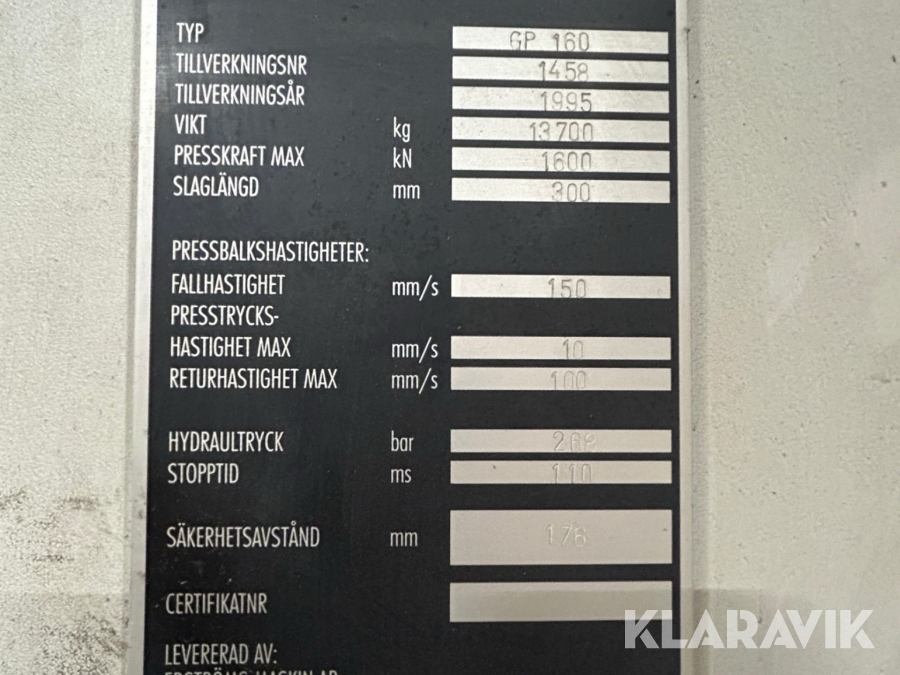 TYP GP 160
TILLVERKNINGSNR 1458
TILLVERKNINGSÅR 1995
VIKT kg 13700
PRESSKRAFT MAX kN 1600
SLAGLÄNGD mm 300
PRESSBALKSHASTIGHETER:
FALLHASTIGHET mm/s 150
PRESSTRYCKS-
HASTIGHET MAX mm/s 10
RETURHASTIGHET MAX mm/s 100
HYDRAULTRYCK bar
STOPPTID ms 110
SÄKERHETSAVSTÅND mm 176
CERTIFIKATNR
LEVERERAD AV:
KLARAVIK